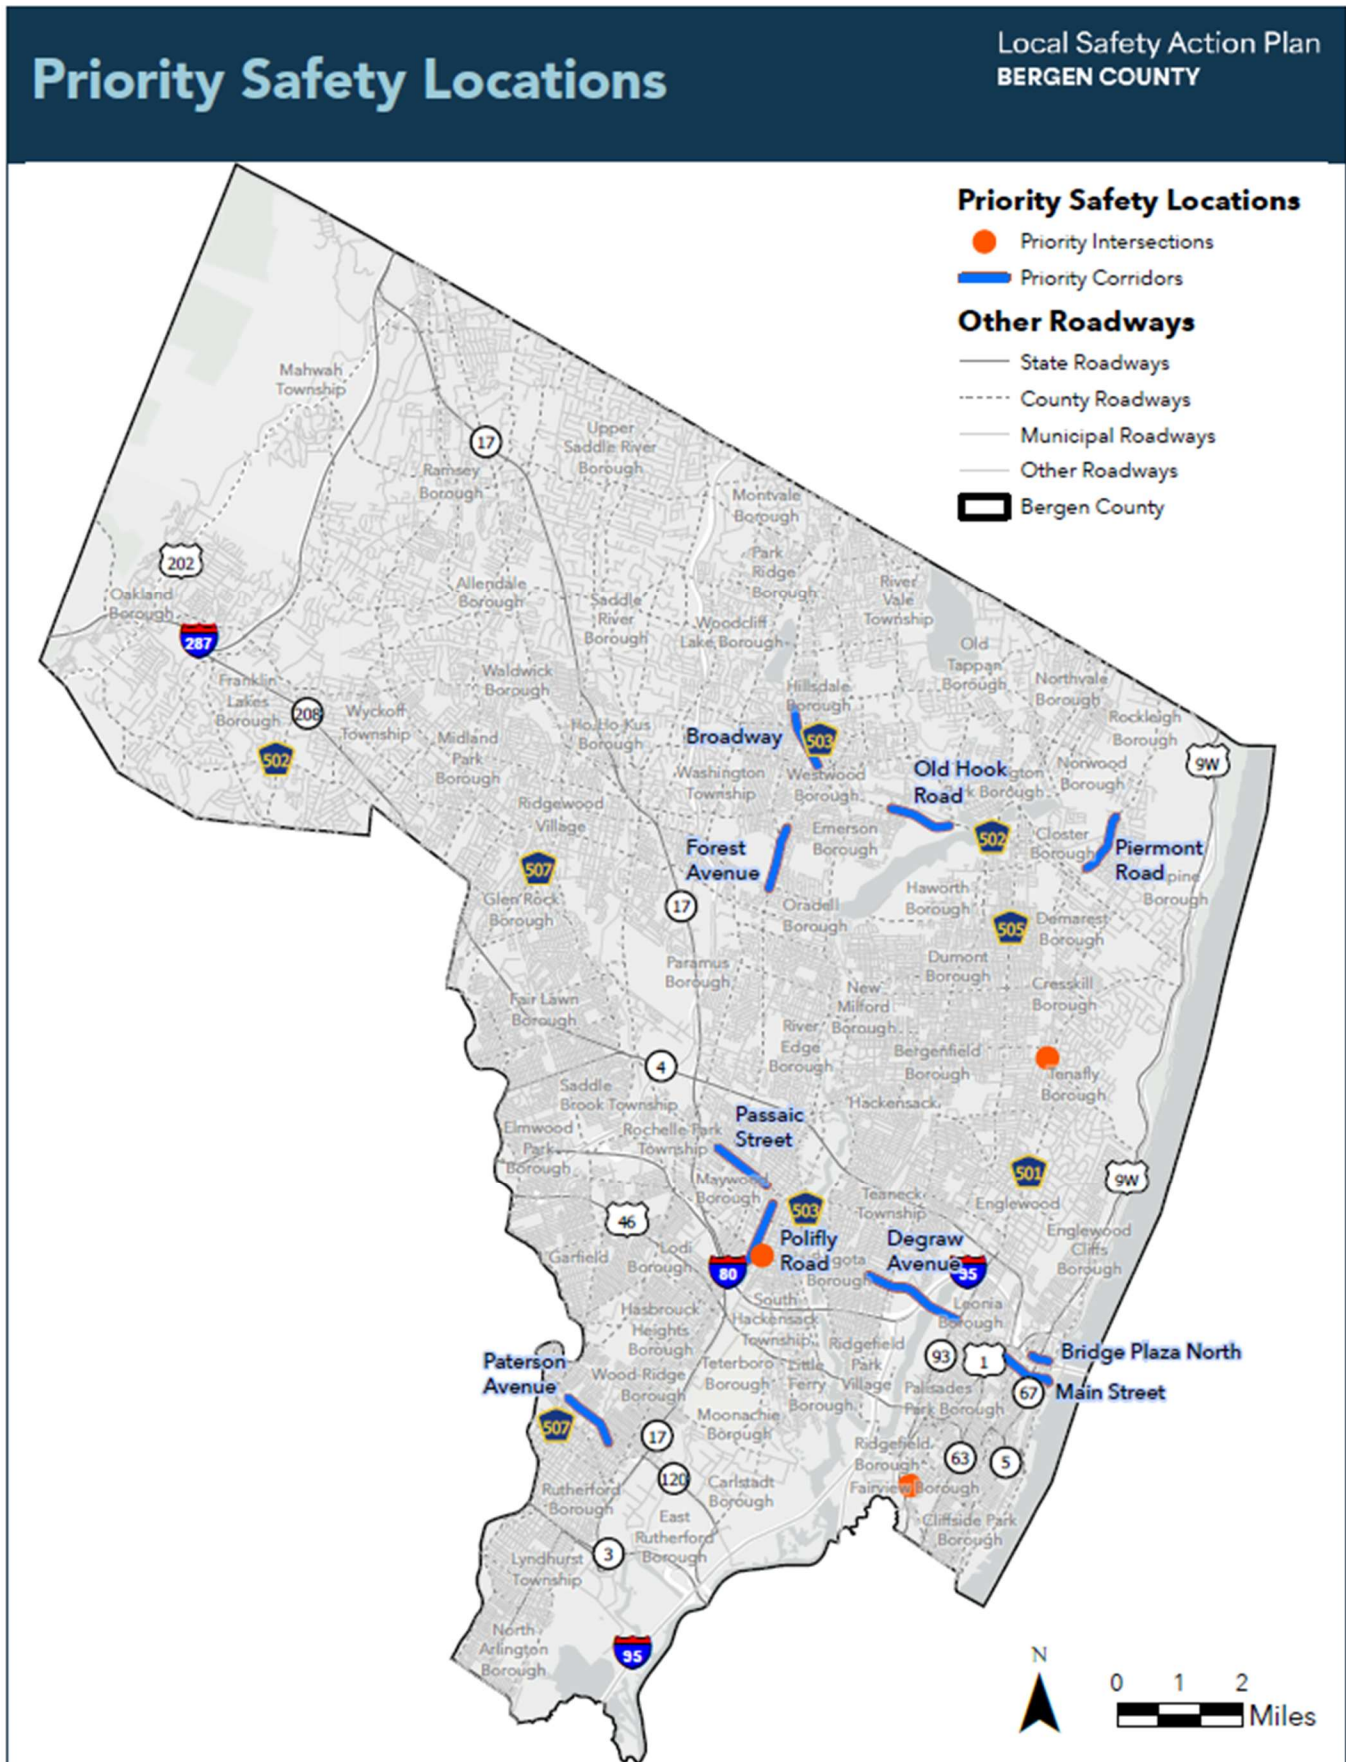 Priority Safety Locations
Local Safety Action Plan
BERGEN COUNTY
Priority Safety Locations
Priority Intersections
Priority Corridors
Other Roadways
State Roadways
County Roadways
Municipal Roadways
Other Roadways
Bergen County
Mahwah
Township
17
Upper
Saddle River
Borough
Ramsey
Borough
Montvale
Borough
202
Park
Ridge
Borough
Oakland
Borough
Allendale
Borough
River
Vale
Township
Saddle
River
Borough
287
Woodcliff
Lake Borough
Old
Tappan
Borough
Waldwick
Borough
Franklin
Lakes
Borough
Northvale
Borough
Hillsdale
Borough
208
Wyckoff
Township
Rockleigh
Borough
Ho-Ho-Kus
Borough
Broadway
503
Midland
Park
Borough
502
9W
Norwood
Borough
Washington
Township
Westwood
Borough
Old Hook
Road
gton
k Borough
Ridgewood
Village
Emerson
Borough
502
Closter
Borough
Forest
Avenue
Piermont
Road
pine
Borough
507
Glen Rock
Borough
17
Haworth
Borough
Oradell
Borough
505
Demarest
Borough
Paramus
Borough
Dumont
Borough
Cresskill
Borough
Fair Lawn
Borough
New
Milford
Borough
River
Edge
Borough
Bergenfield
Borough
4
Tenafly
Borough
Saddle
Brook Township
Hackensack
Passaic
Street
Elmwood
Park
Borough
Rochelle Park
Township
Maywood
Borough
501
9W
503
Teaneck
Township
Englewood
46
Polifly
Road
Degraw
Avenue
Englewood
Cliffs
Borough
Garfield
Lodi
Borough
80
gota
Borough
95
South
Hackensack
Township
Leonia
Borough
Hasbrouck
Heights
Borough
Ridgefield
Park
Village
93
1
Bridge Plaza North
Paterson
Avenue
Wood-Ridge
Borough
Teterboro
Borough
Little
Ferry
Borough
Palisades
Park Borough
67
Main Street
507
17
Moonachie
Borough
Ridgefield
Borough
63
5
120
Carlstadt
Borough
Fairview Borough
Rutherford
Borough
East
Rutherford
Borough
Cliffside Park
Borough
3
Lyndhurst
Township
North
Arlington
Borough
95
N
0 1 2
Miles